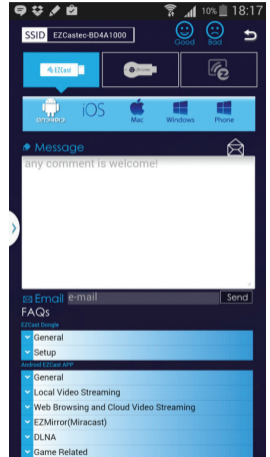 10% 18:17
SSID EZCastec-BD4A1000 Good Bad
EZCast
ANDROID iOS Mac Windows Phone
Message
any comment is welcome!
Email e-mail Send
FAQs
EZCast Dongle
General
Setup
Android EZCast APP
General
Local Video Streaming
Web Browsing and Cloud Video Streaming
EZMirror(Miracast)
DLNA
Game Related